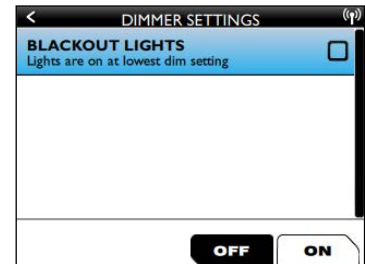 < DIMMER SETTINGS
BLACKOUT LIGHTS
Lights are on at lowest dim setting
OFF ON